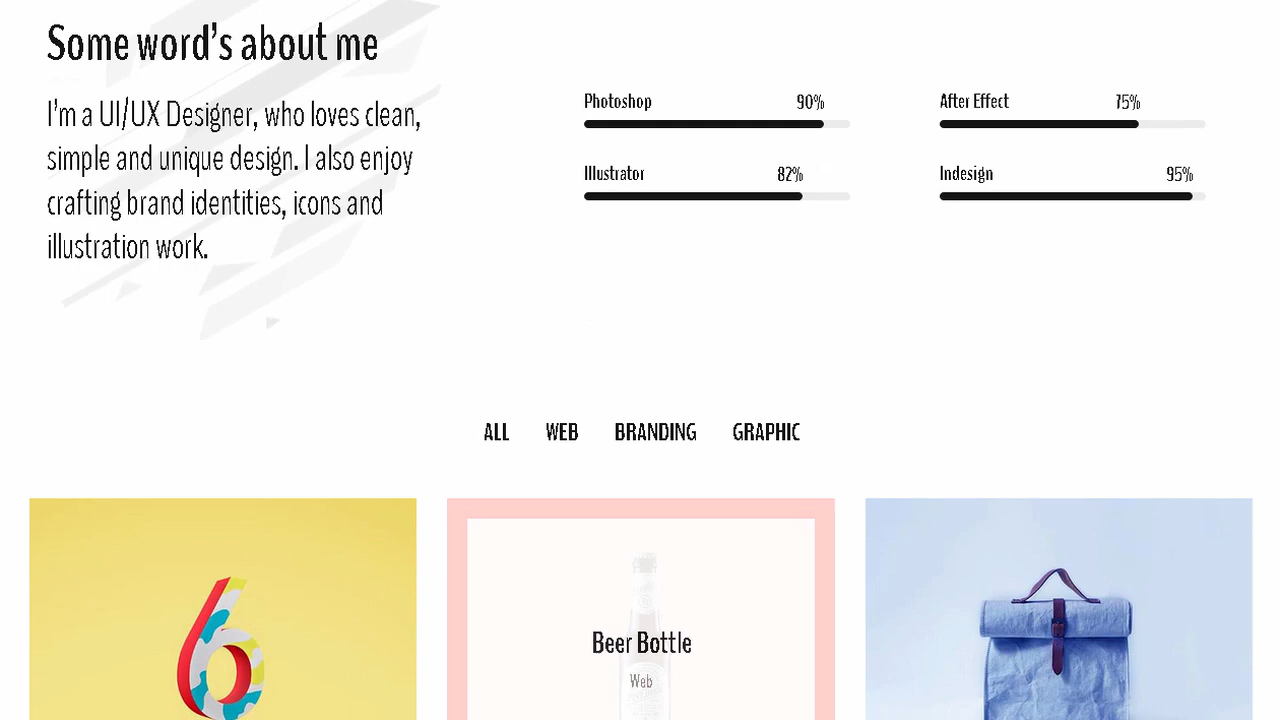 Some word's about me
I'm a UI/UX Designer, who loves clean,
simple and unique design. I also enjoy
crafting brand identities, icons and
illustration work.
Photoshop 90%
After Effect 75%
Illustrator 82%
Indesign 95%
ALL WEB BRANDING GRAPHIC
6
Beer Bottle
Web